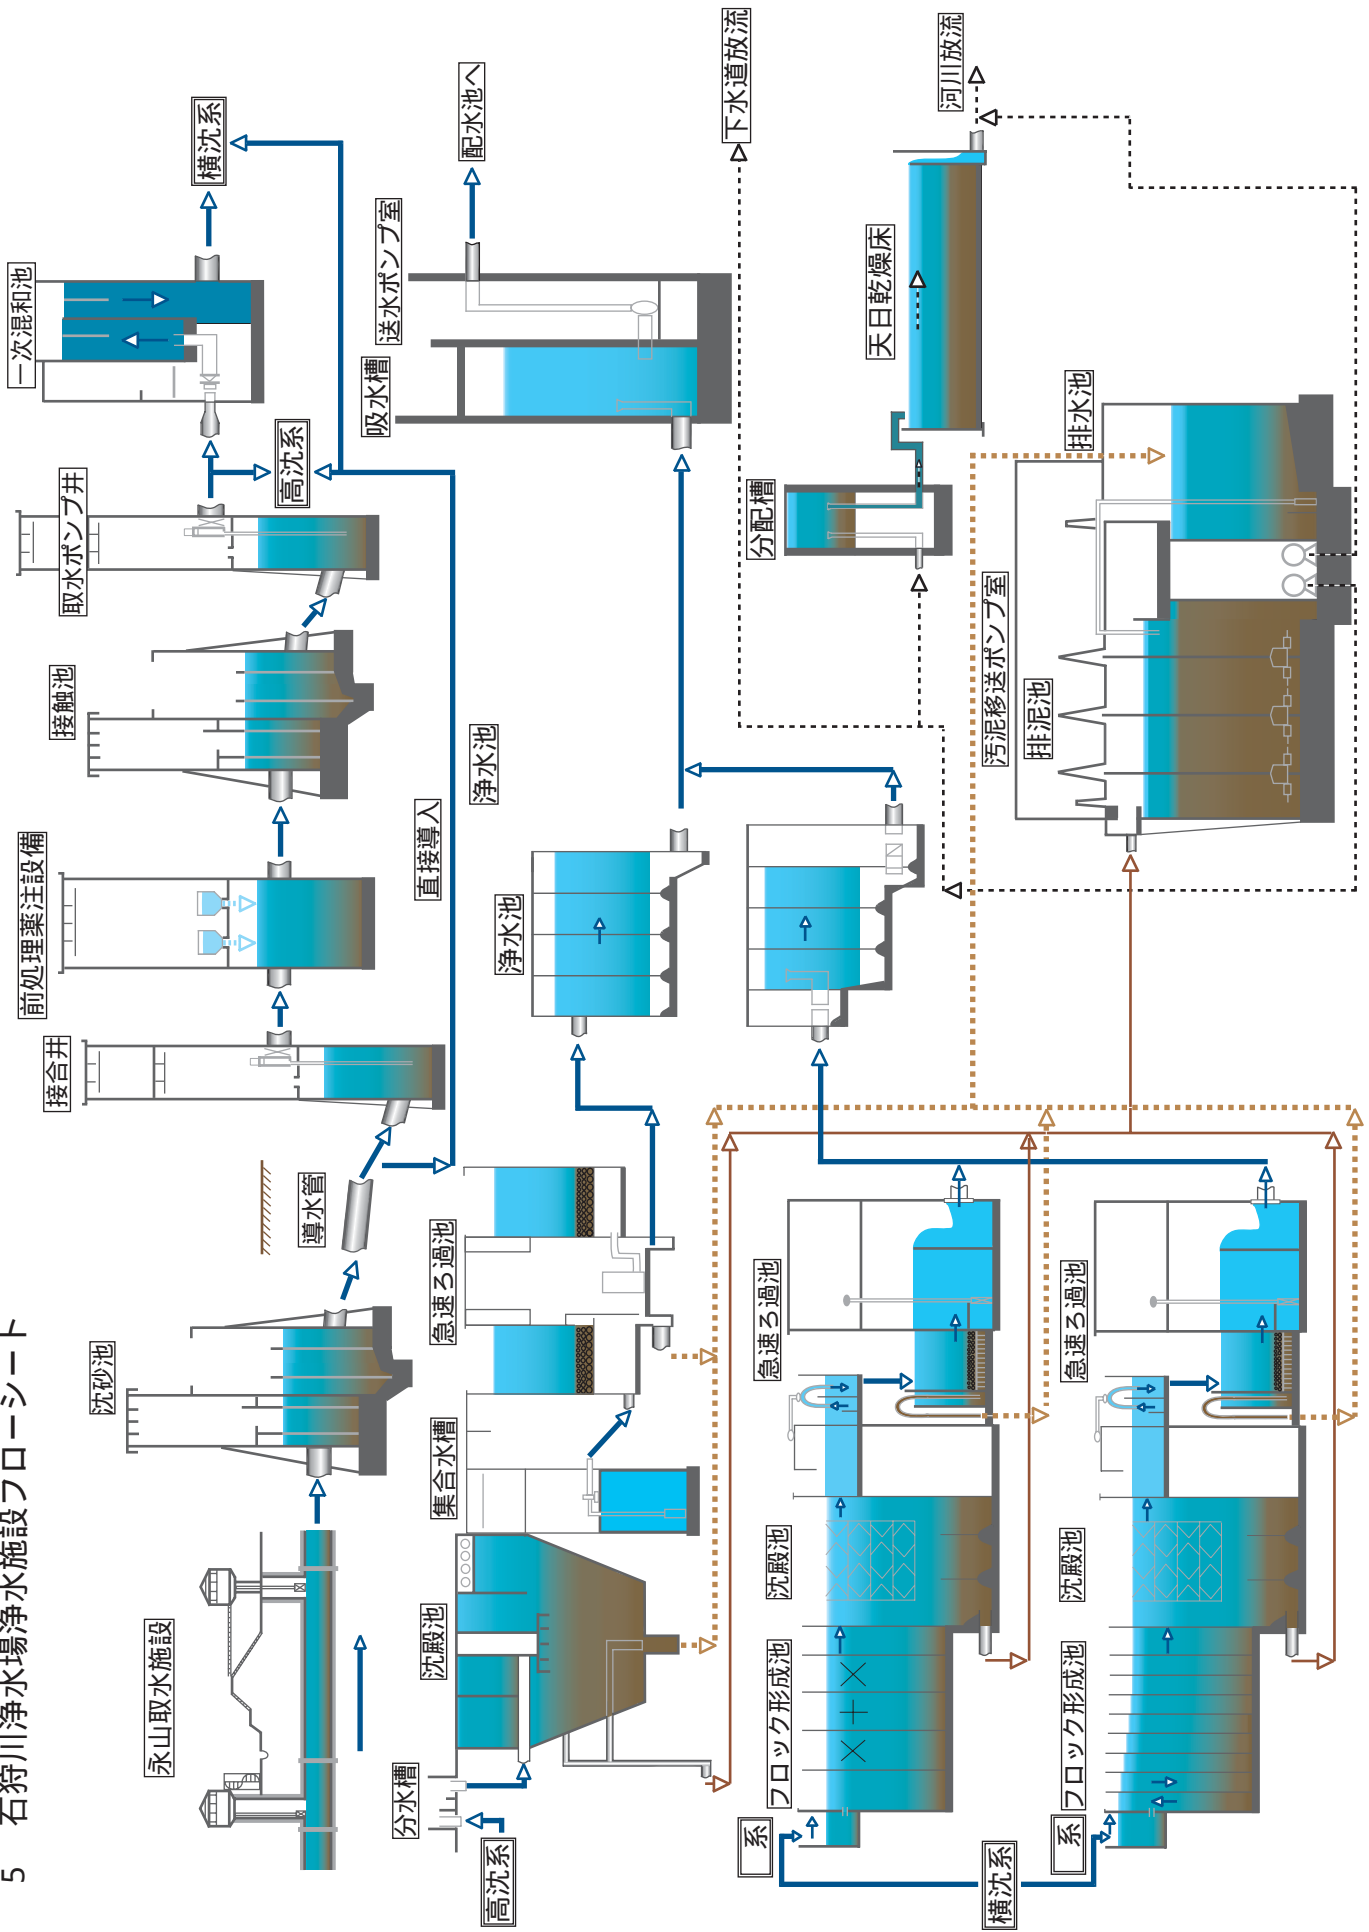 5 石狩川浄水場浄水施設フローシート
永山取水施設
沈砂池
導水管
接合井
前処理薬注設備
接触池
取水ポンプ井
一次混和池
横沈系
高沈系
直接導入
高沈系
分水槽
沈殿池
集合水槽
急速ろ過池
浄水池
浄水池
吸水槽
送水ポンプ室
配水池へ
横沈系
系
フロック形成池
沈殿池
急速ろ過池
系
フロック形成池
沈殿池
急速ろ過池
分配槽
天日乾燥床
下水道放流
河川放流
汚泥移送ポンプ室
排泥池
排水池